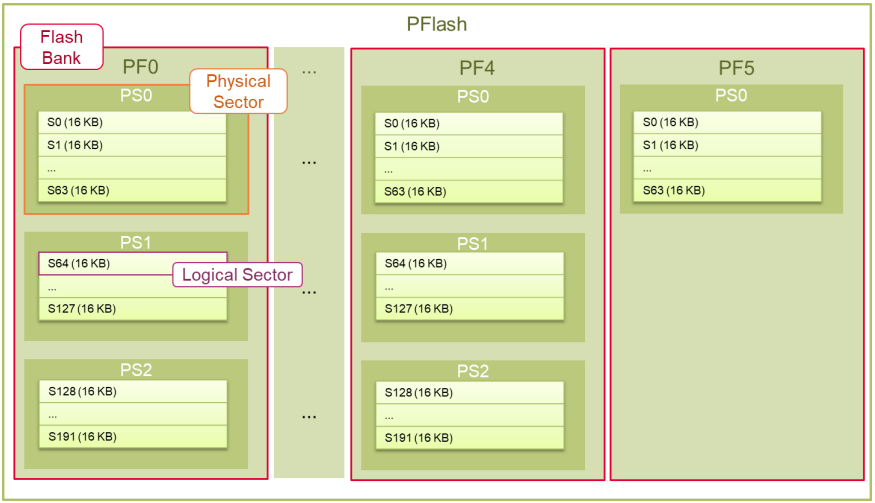 PFlash
Flash
Bank
PF0
Physical
Sector
PS0
S0 (16 KB)
S1 (16 KB)
...
S63 (16 KB)
PS1
S64 (16 KB)
Logical Sector
...
S127 (16 KB)
PS2
S128 (16 KB)
...
S191 (16 KB)
...
...
...
...
PF4
PS0
S0 (16 KB)
S1 (16 KB)
...
S63 (16 KB)
PS1
S64 (16 KB)
...
S127 (16 KB)
PS2
S128 (16 KB)
...
S191 (16 KB)
PF5
PS0
S0 (16 KB)
S1 (16 KB)
...
S63 (16 KB)